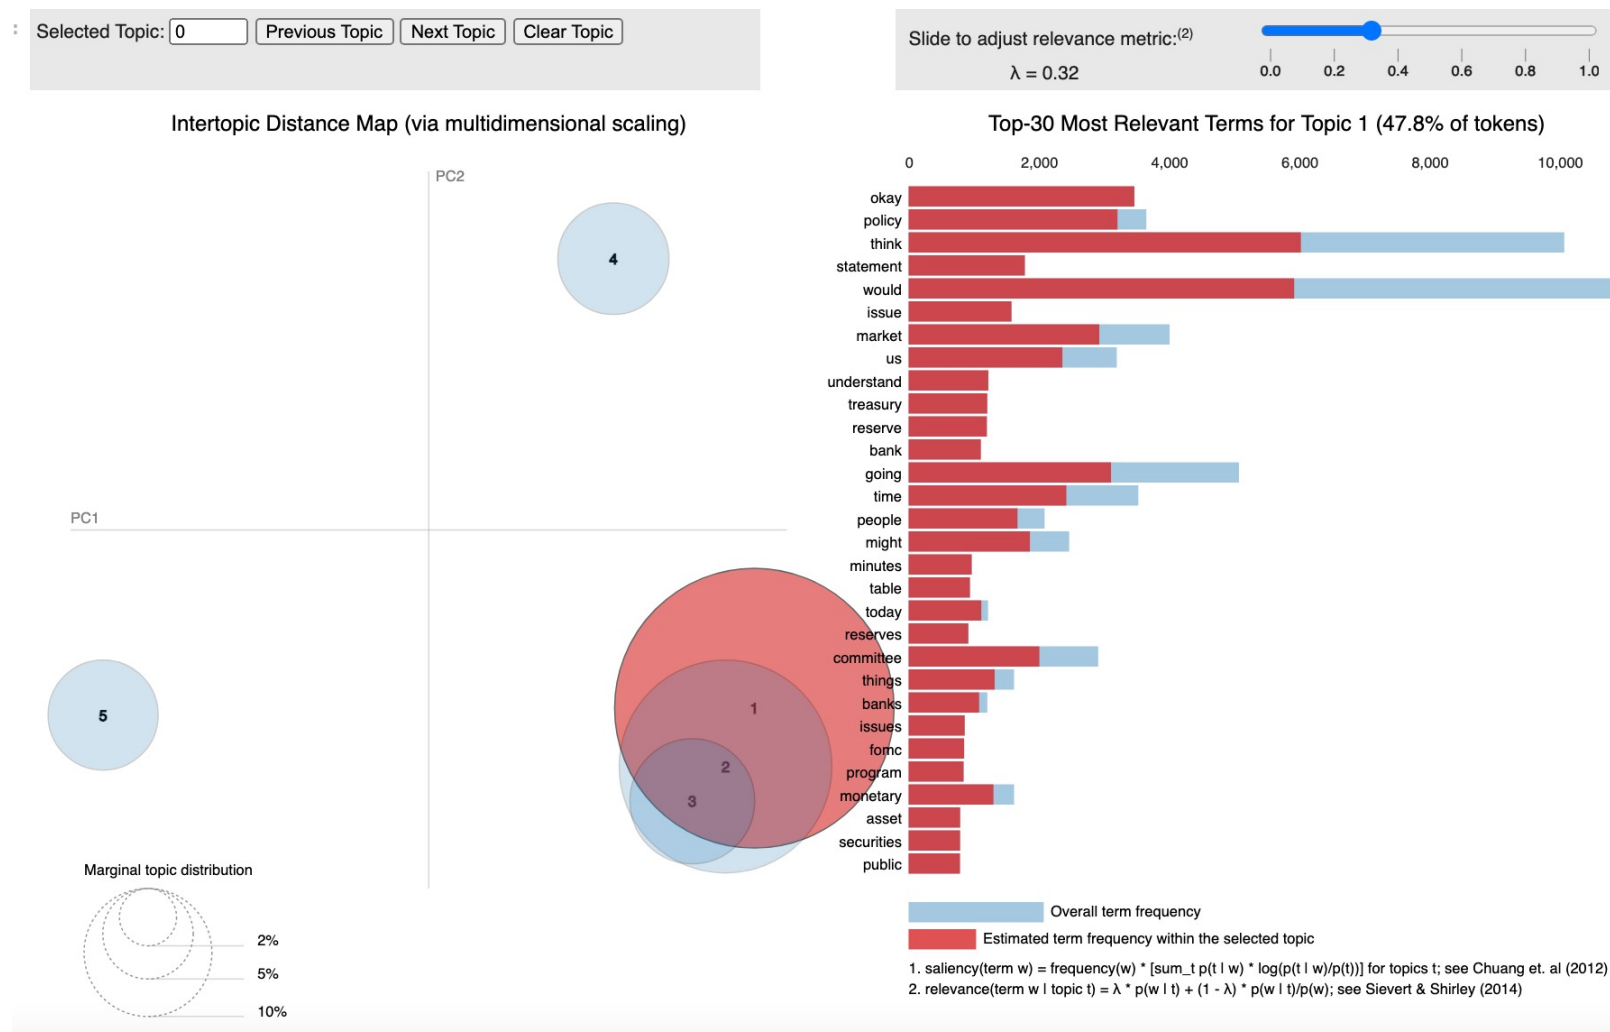 Selected Topic: 0 Previous Topic Next Topic Clear Topic
Slide to adjust relevance metric:(2)
λ = 0.32
0.0 0.2 0.4 0.6 0.8 1.0
Intertopic Distance Map (via multidimensional scaling)
PC2
PC1
4
5
1
2
3
Marginal topic distribution
2%
5%
10%
Top-30 Most Relevant Terms for Topic 1 (47.8% of tokens)
0 2,000 4,000 6,000 8,000 10,000
okay
policy
think
statement
would
issue
market
us
understand
treasury
reserve
bank
going
time
people
might
minutes
table
today
reserves
committee
things
banks
issues
fomc
program
monetary
asset
securities
public
Overall term frequency
Estimated term frequency within the selected topic
1. saliency(term w) = frequency(w) * [sum_t p(t | w) * log(p(t | w)/p(t))] for topics t; see Chuang et. al (2012)
2. relevance(term w | topic t) = λ * p(w | t) + (1 - λ) * p(w | t)/p(w); see Sievert & Shirley (2014)